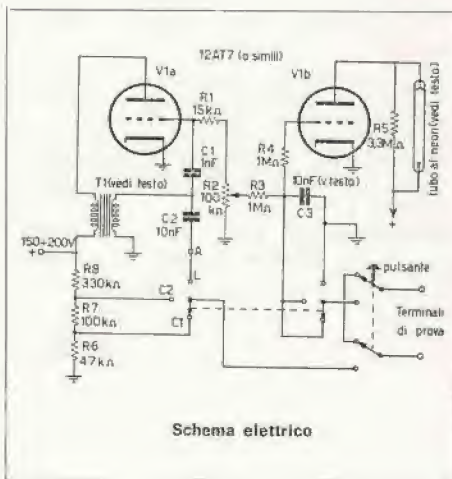 12AT7 (o simili)
V1a
V1b
R1
15kΩ
C1
1nF
R2
100
kΩ
R3
1MΩ
R4
1MΩ
10nF (v. testo)
C3
R5
3,3MΩ
tubo al neon (vedi testo)
+
T1 (vedi testo)
C2
10nF
A
L
150÷200V
+
R8
330kΩ
R7
100kΩ
R6
47kΩ
C2
C1
pulsante
Terminali
di prova
Schema elettrico